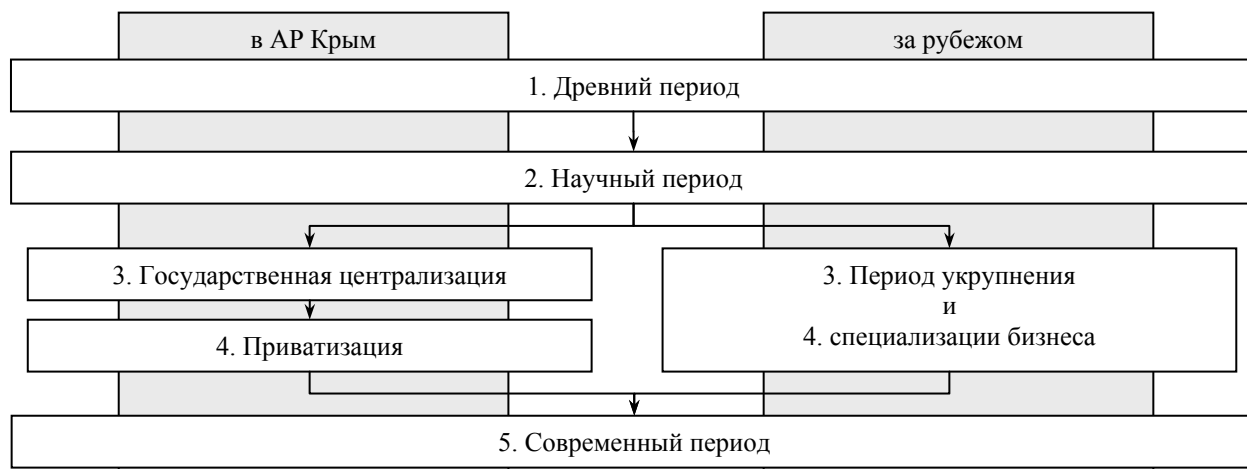 в АР Крым
за рубежом
1. Древний период
2. Научный период
3. Государственная централизация
4. Приватизация
3. Период укрупнения
и
4. специализации бизнеса
5. Современный период